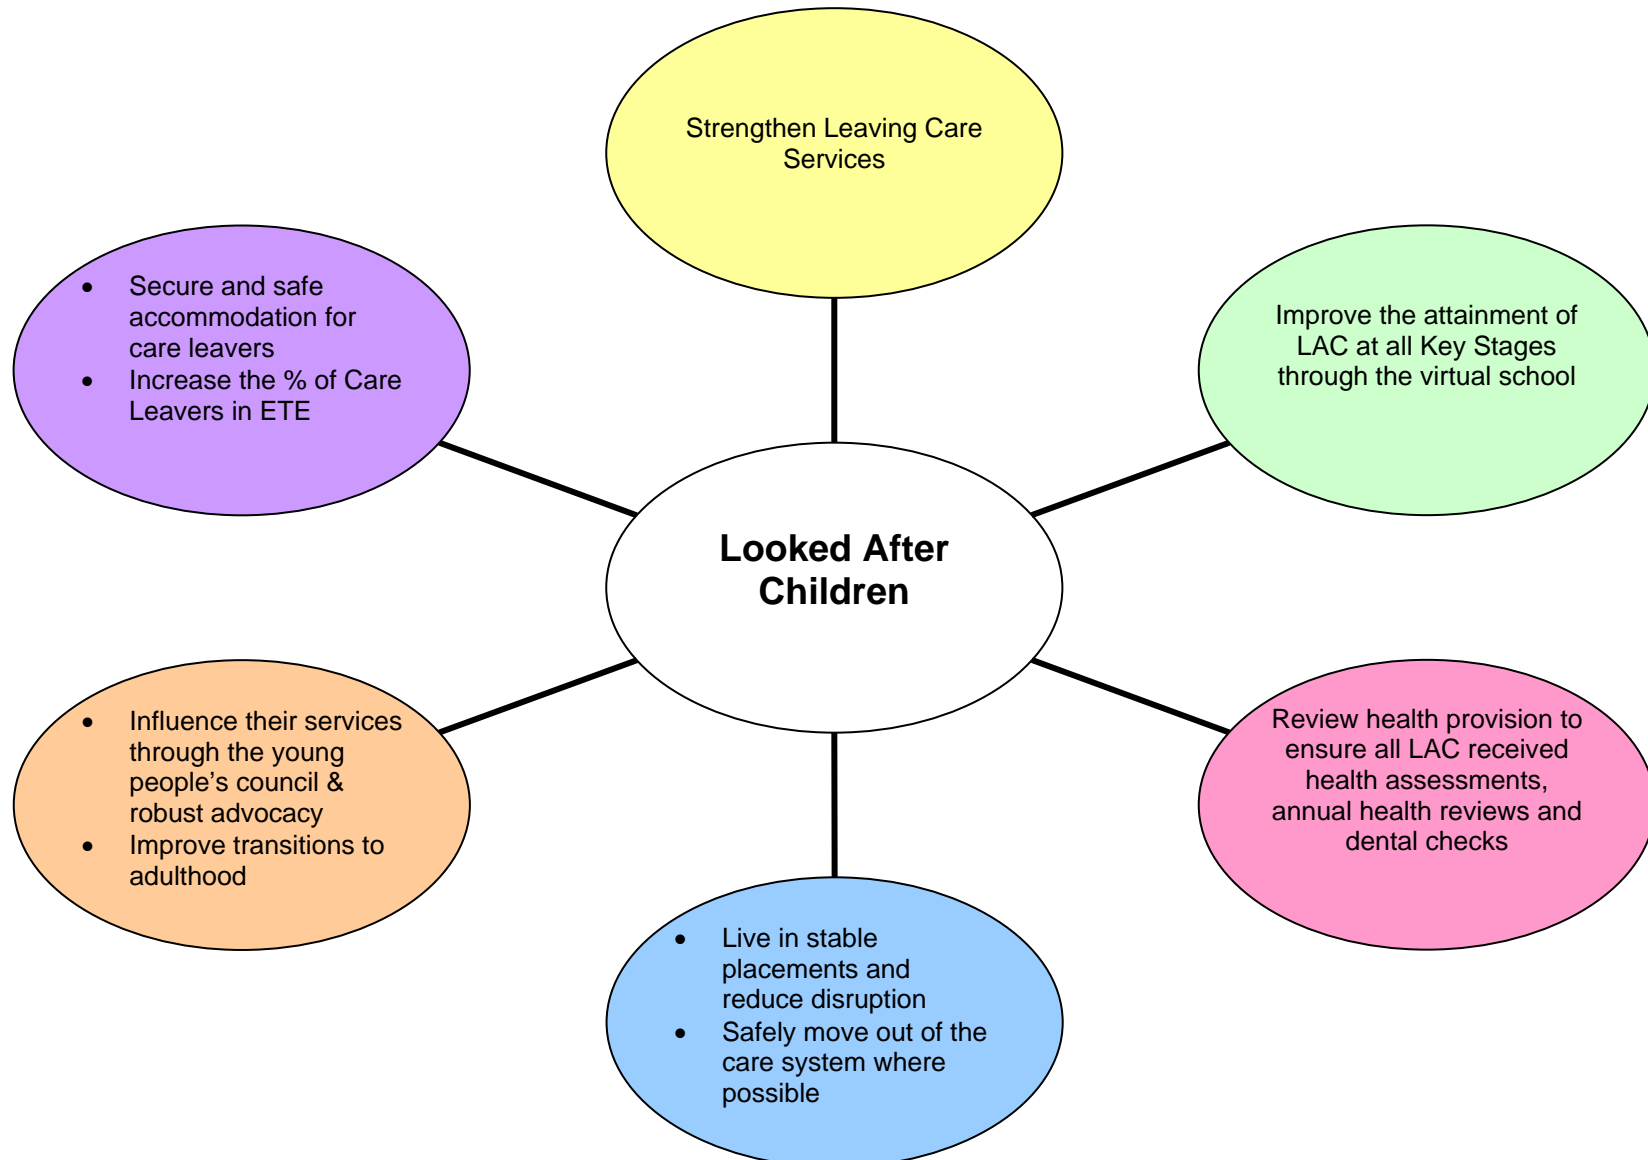 Strengthen Leaving Care
Services
• Secure and safe
accommodation for
care leavers
• Increase the % of Care
Leavers in ETE
Improve the attainment of
LAC at all Key Stages
through the virtual school
Looked After
Children
• Influence their services
through the young
people’s council &
robust advocacy
• Improve transitions to
adulthood
Review health provision to
ensure all LAC received
health assessments,
annual health reviews and
dental checks
• Live in stable
placements and
reduce disruption
• Safely move out of the
care system where
possible